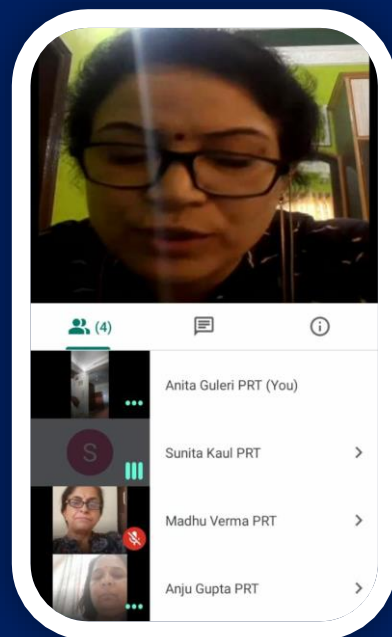 (4)
Anita Guleri PRT (You)
S
Sunita Kaul PRT
Madhu Verma PRT
Anju Gupta PRT